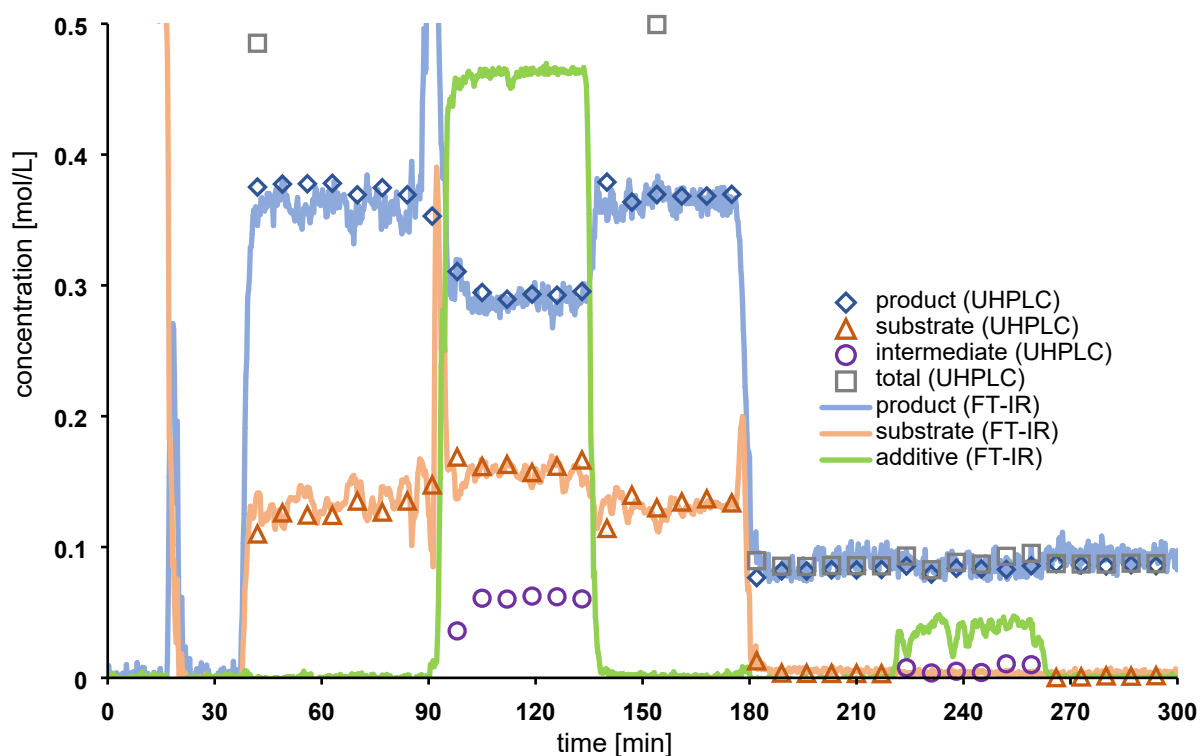 0.5
0.4
0.3
0.2
0.1
0
concentration [mol/L]
product (UHPLC)
substrate (UHPLC)
intermediate (UHPLC)
total (UHPLC)
product (FT-IR)
substrate (FT-IR)
additive (FT-IR)
0 30 60 90 120 150 180 210 240 270 300
time [min]